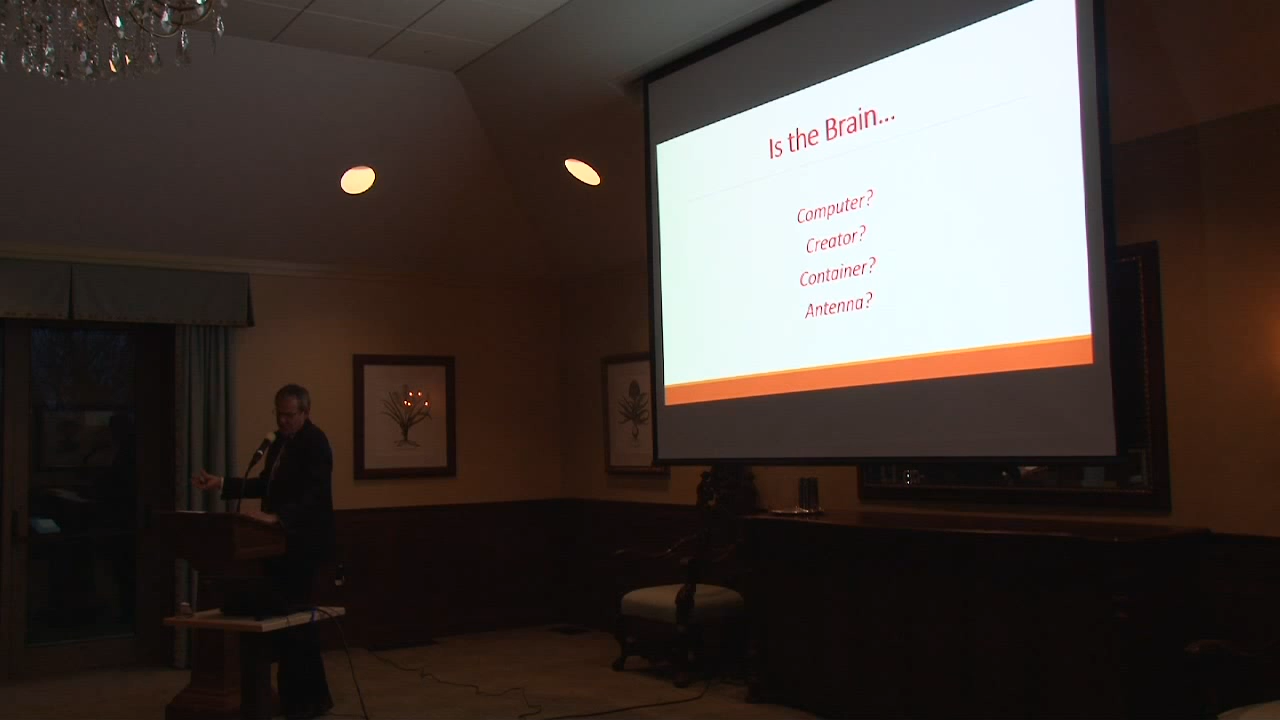 Is the Brain...
Computer?
Creator?
Container?
Antenna?